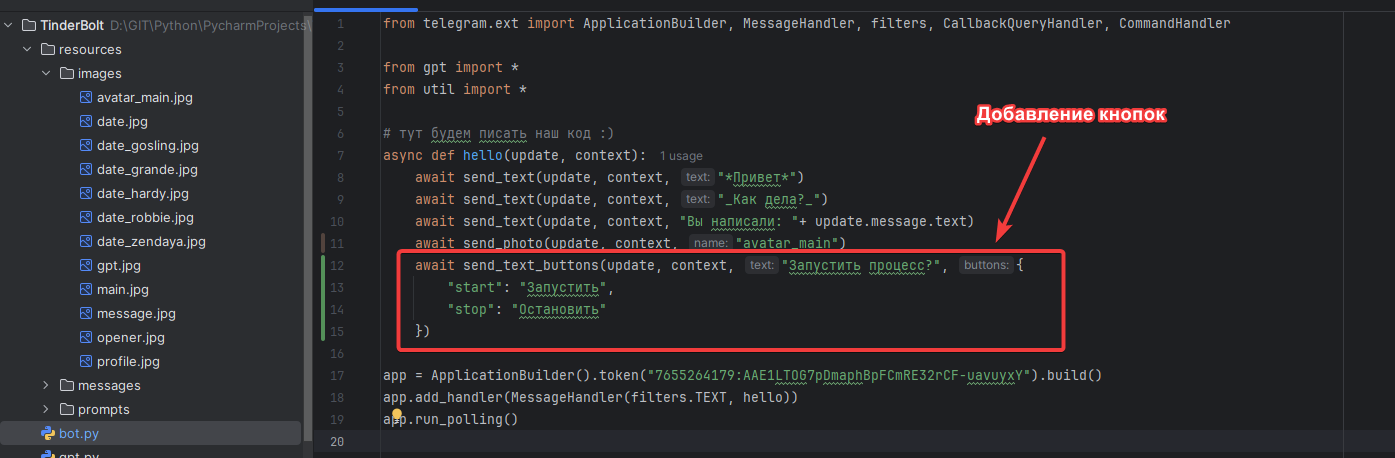 TinderBolt D:\GIT\Python\PycharmProjects\
resources
images
avatar_main.jpg
date.jpg
date_gosling.jpg
date_grande.jpg
date_hardy.jpg
date_robbie.jpg
date_zendaya.jpg
gpt.jpg
main.jpg
message.jpg
opener.jpg
profile.jpg
messages
prompts
bot.py
gpt.py
1 from telegram.ext import ApplicationBuilder, MessageHandler, filters, CallbackQueryHandler, CommandHandler
2
3 from gpt import *
4 from util import *
5
Добавление кнопок
6 # тут будем писать наш код :)
7 async def hello(update, context): 1 usage
8 await send_text(update, context, text: "*Привет*")
9 await send_text(update, context, text: "_Как дела?_")
10 await send_text(update, context, "Вы написали: "+ update.message.text)
11 await send_photo(update, context, name: "avatar_main")
12 await send_text_buttons(update, context, text: "Запустить процесс?", buttons: {
13 "start": "Запустить",
14 "stop": "Остановить"
15 })
16
17 app = ApplicationBuilder().token("7655264179:AAE1LTOG7pDmaphBpFCmRE32rCF-uavuyxY").build()
18 app.add_handler(MessageHandler(filters.TEXT, hello))
19 app.run_polling()
20